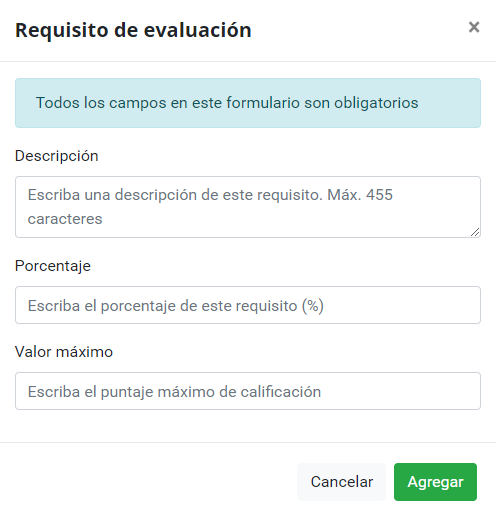 Requisito de evaluación ×
Todos los campos en este formulario son obligatorios
Descripción
Escriba una descripción de este requisito. Máx. 455
caracteres
Porcentaje
Escriba el porcentaje de este requisito (%)
Valor máximo
Escriba el puntaje máximo de calificación
Cancelar Agregar